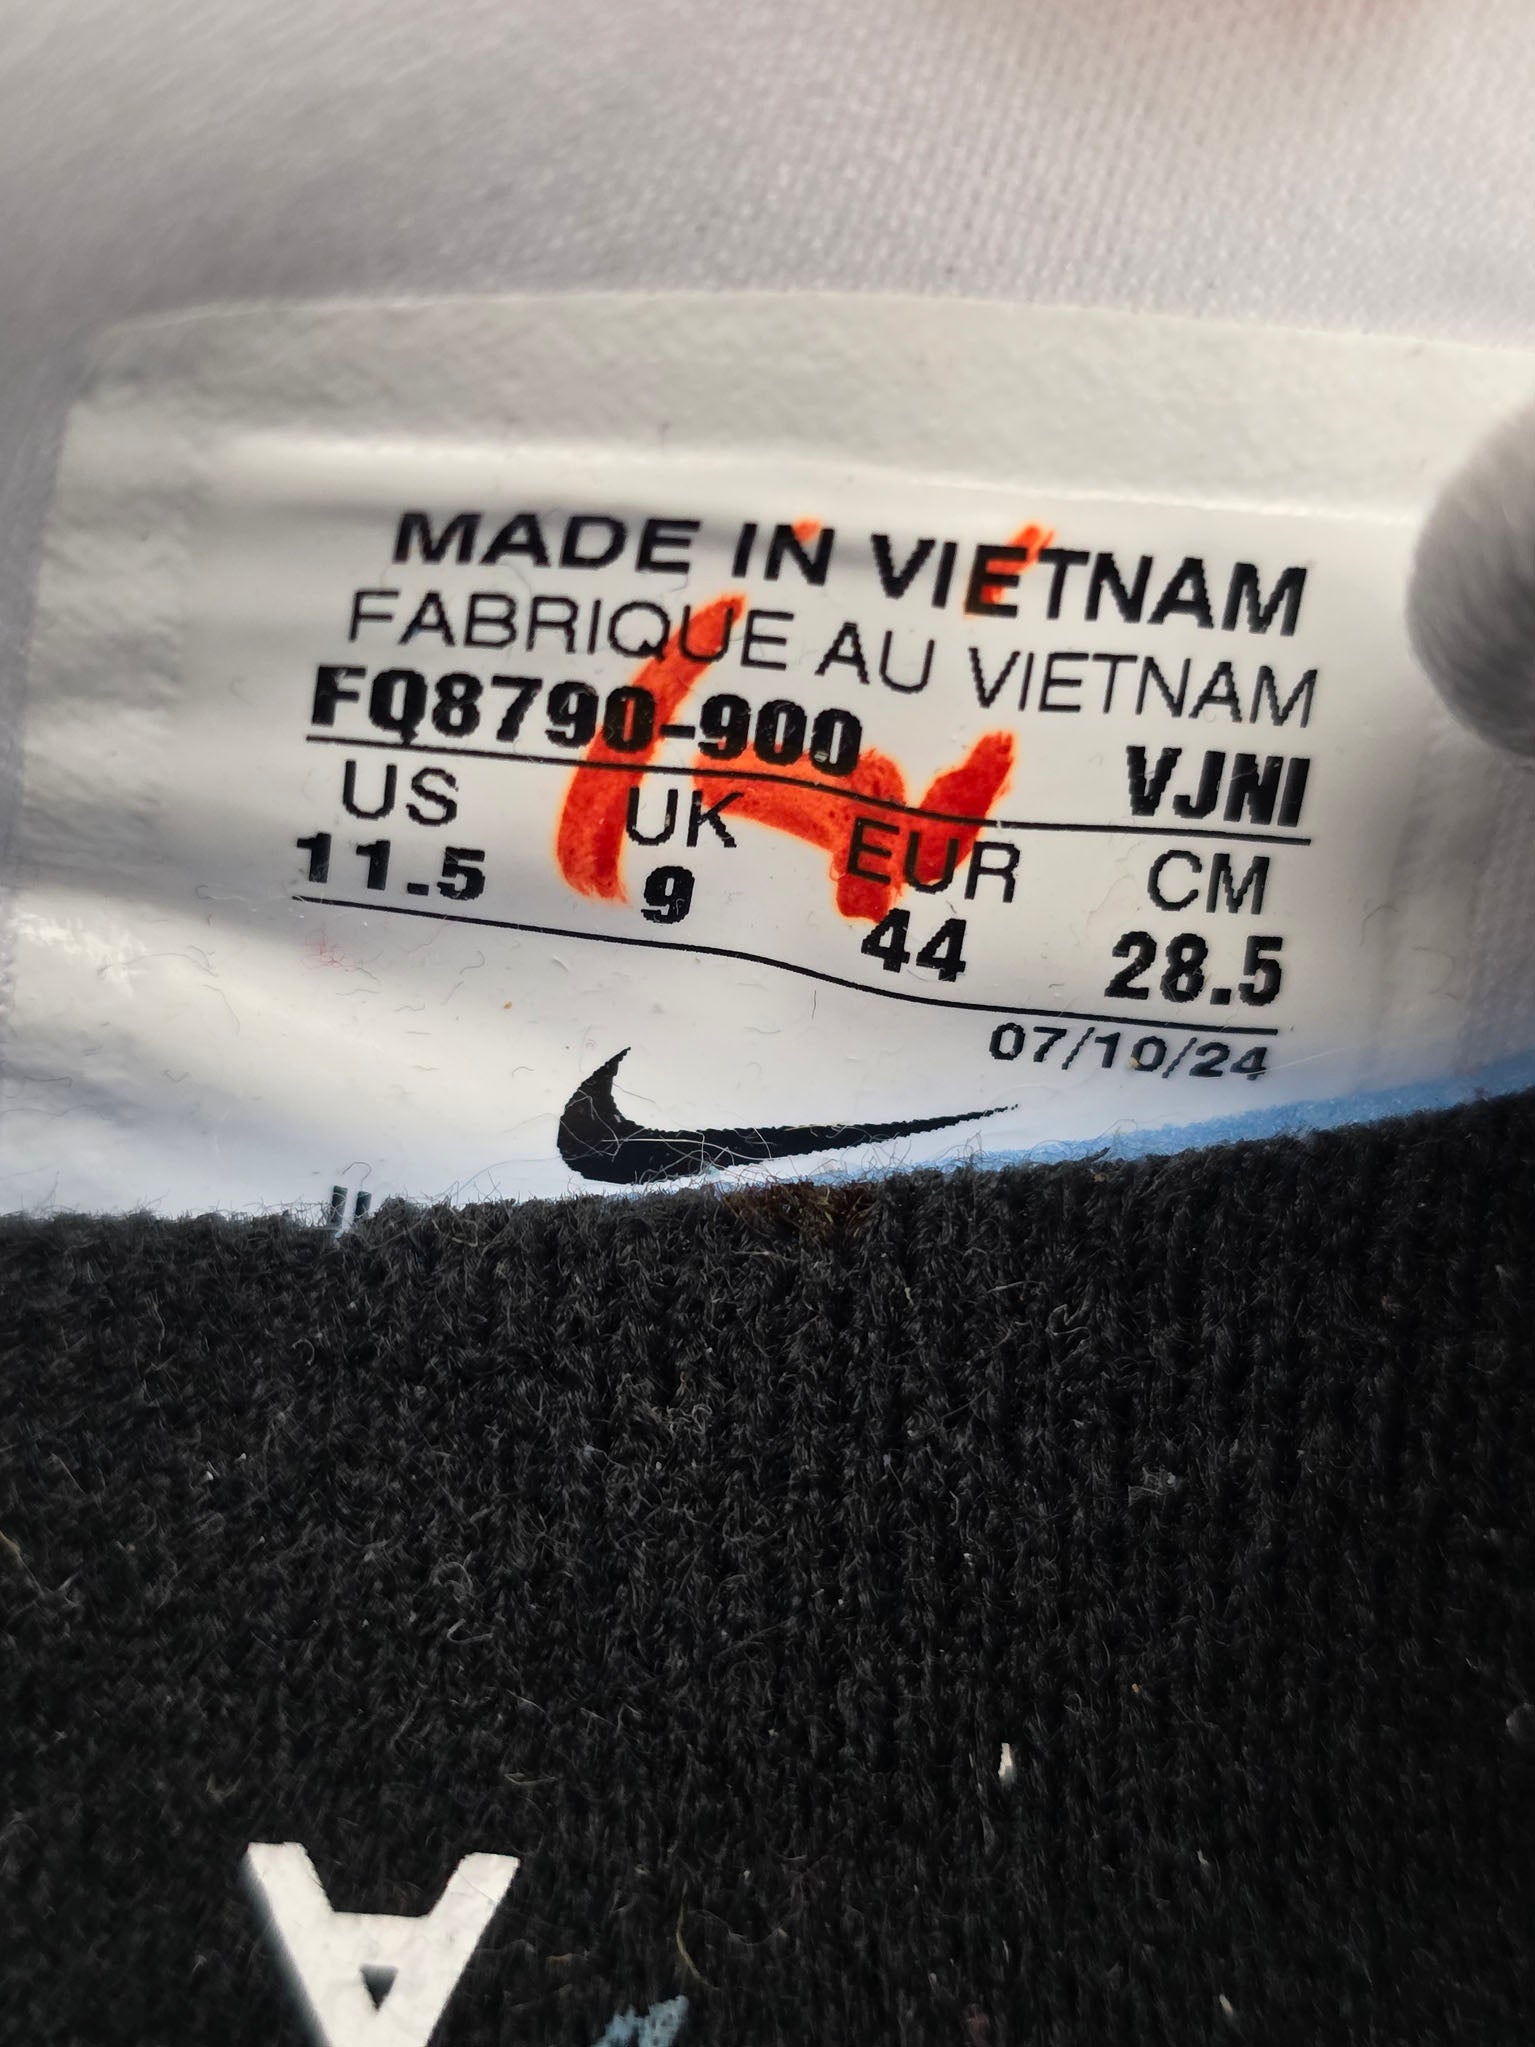 MADE IN VIETNAM
FABRIQUE AU VIETNAM
FQ8790-900 VJNI
US UK EUR CM
11.5 9 44 28.5
07/10/24